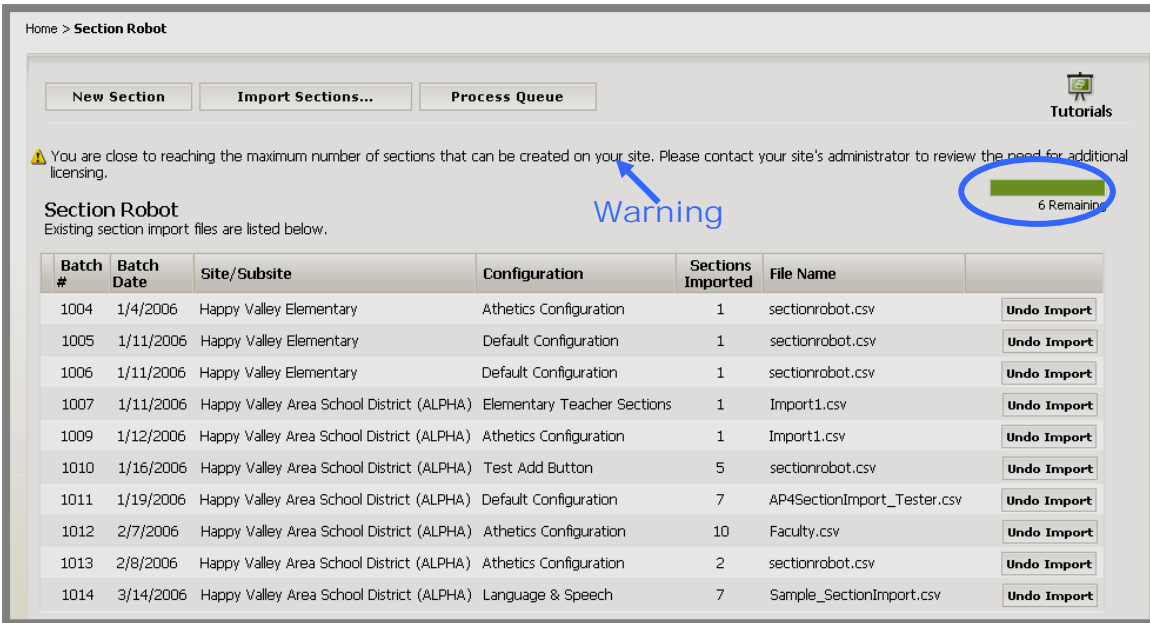 Home > Section Robot
New Section Import Sections... Process Queue
Tutorials
You are close to reaching the maximum number of sections that can be created on your site. Please contact your site's administrator to review the need for additional
licensing.
6 Remaining
Warning
Section Robot
Existing section import files are listed below.
Batch # Batch Date Site/Subsite Configuration Sections Imported File Name
1004 1/4/2006 Happy Valley Elementary Athetics Configuration 1 sectionrobot.csv Undo Import
1005 1/11/2006 Happy Valley Elementary Default Configuration 1 sectionrobot.csv Undo Import
1006 1/11/2006 Happy Valley Elementary Default Configuration 1 sectionrobot.csv Undo Import
1007 1/11/2006 Happy Valley Area School District (ALPHA) Elementary Teacher Sections 1 Import1.csv Undo Import
1009 1/12/2006 Happy Valley Area School District (ALPHA) Athetics Configuration 1 Import1.csv Undo Import
1010 1/16/2006 Happy Valley Area School District (ALPHA) Test Add Button 5 sectionrobot.csv Undo Import
1011 1/19/2006 Happy Valley Area School District (ALPHA) Default Configuration 7 AP4SectionImport_Tester.csv Undo Import
1012 2/7/2006 Happy Valley Area School District (ALPHA) Athetics Configuration 10 Faculty.csv Undo Import
1013 2/8/2006 Happy Valley Area School District (ALPHA) Athetics Configuration 2 sectionrobot.csv Undo Import
1014 3/14/2006 Happy Valley Area School District (ALPHA) Language & Speech 7 Sample_SectionImport.csv Undo Import